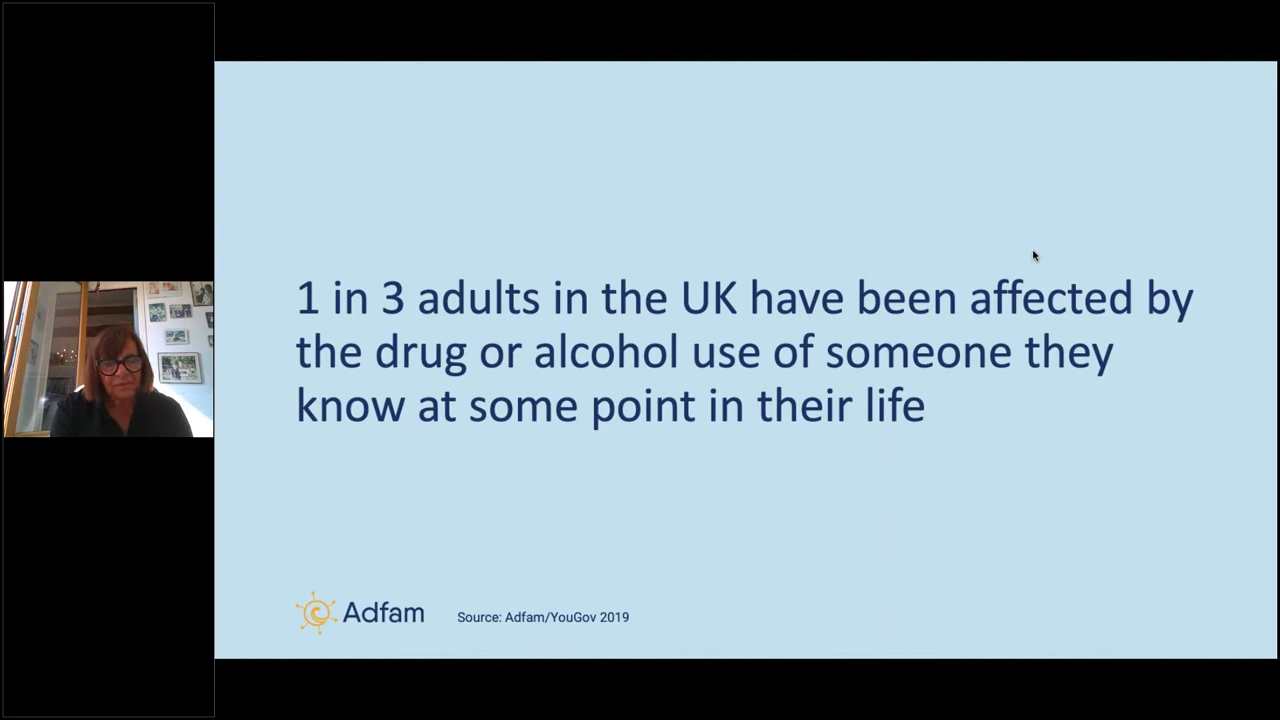 1 in 3 adults in the UK have been affected by
the drug or alcohol use of someone they
know at some point in their life
Adfam
Source: Adfam/YouGov 2019